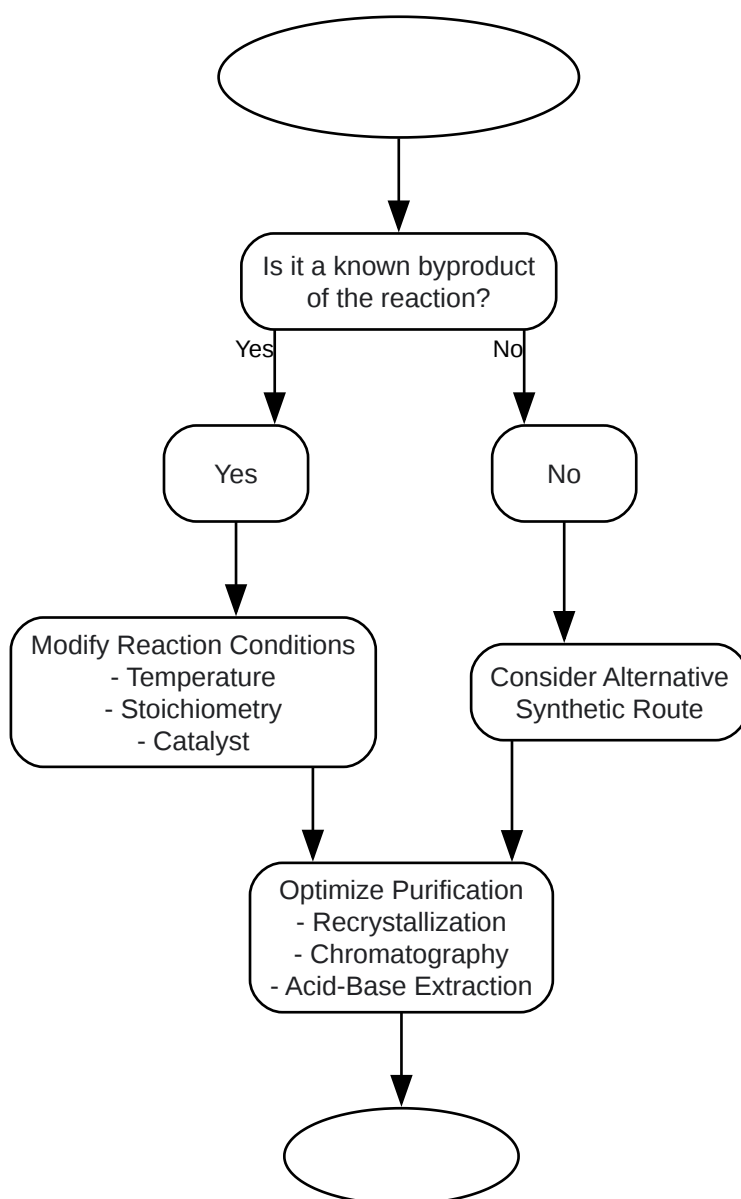 Is it a known byproduct
of the reaction?
Yes
No
Yes
No
Modify Reaction Conditions
- Temperature
- Stoichiometry
- Catalyst
Consider Alternative
Synthetic Route
Optimize Purification
- Recrystallization
- Chromatography
- Acid-Base Extraction